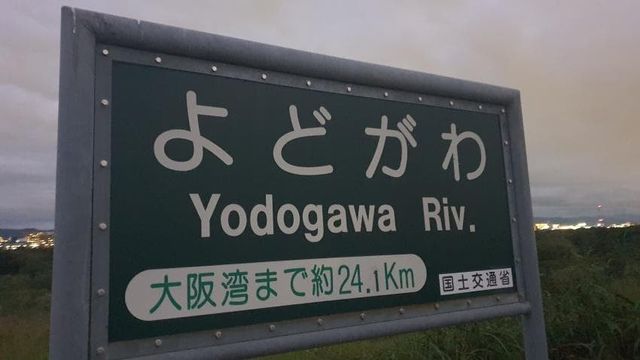 よどがわ
Yodogawa Riv.
大阪湾まで約24.1Km
国土交通省